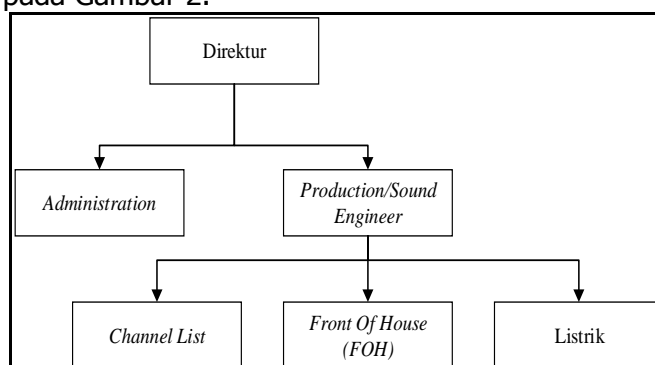 pada Gambar 2.
Direktur
Administration
Production/Sound
Engineer
Channel List
Front Of House
(FOH)
Listrik